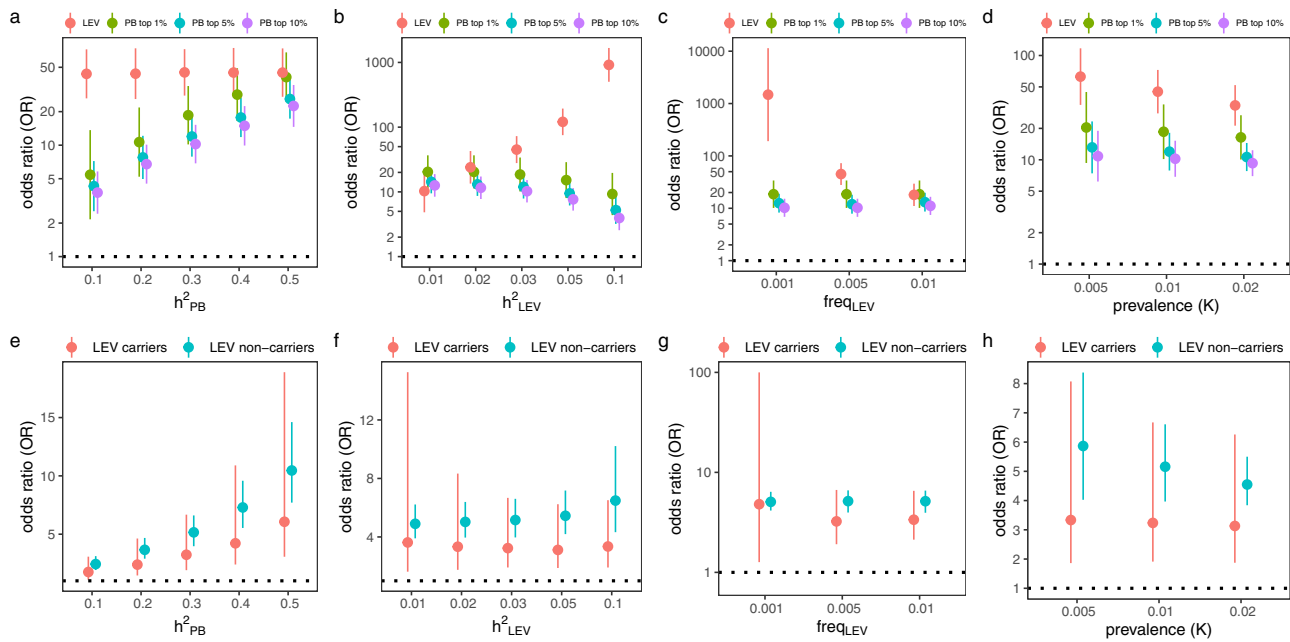 a
LEV PB top 1% PB top 5% PB top 10%
odds ratio (OR)
50
20
10
5
2
1
0.1 0.2 0.3 0.4 0.5
h²PB
b
LEV PB top 1% PB top 5% PB top 10%
odds ratio (OR)
1000
100
50
20
10
5
1
0.01 0.02 0.03 0.05 0.1
h²LEV
c
LEV PB top 1% PB top 5% PB top 10%
odds ratio (OR)
10000
1000
100
50
20
10
5
2
1
0.001 0.005 0.01
freqLEV
d
LEV PB top 1% PB top 5% PB top 10%
odds ratio (OR)
100
50
20
10
5
2
1
0.005 0.01 0.02
prevalence (K)
e
LEV carriers LEV non−carriers
odds ratio (OR)
15
10
5
0.1 0.2 0.3 0.4 0.5
h²PB
f
LEV carriers LEV non−carriers
odds ratio (OR)
12
8
4
0.01 0.02 0.03 0.05 0.1
h²LEV
g
LEV carriers LEV non−carriers
odds ratio (OR)
100
10
1
0.001 0.005 0.01
freqLEV
h
LEV carriers LEV non−carriers
odds ratio (OR)
8
7
6
5
4
3
2
1
0.005 0.01 0.02
prevalence (K)